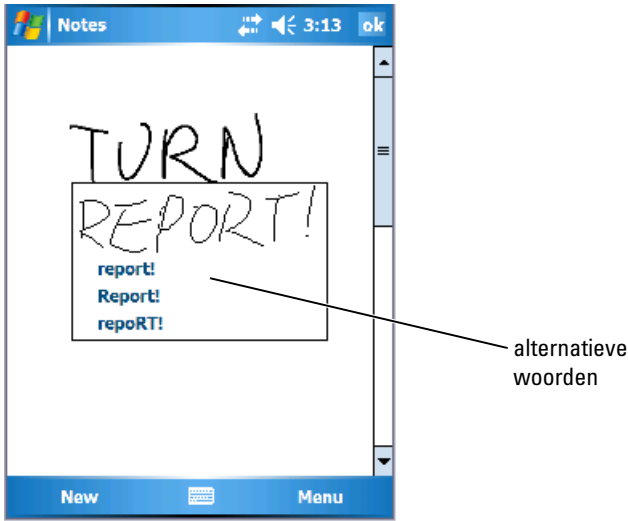 Notes 3:13 ok
TURN
REPORT!
report!
Report!
repoRT!
alternatieve
woorden
New Menu